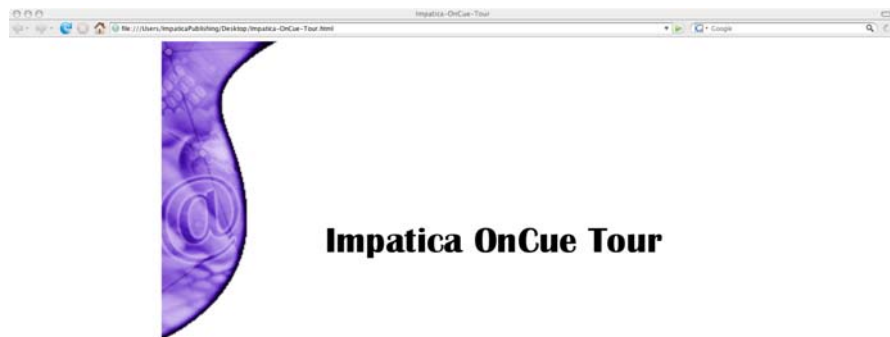 Impatica-OnCue-Tour
file:///Users/ImpaticaPublishing/Desktop/Impatica-OnCue-Tour.html
Google
@
Impatica OnCue Tour